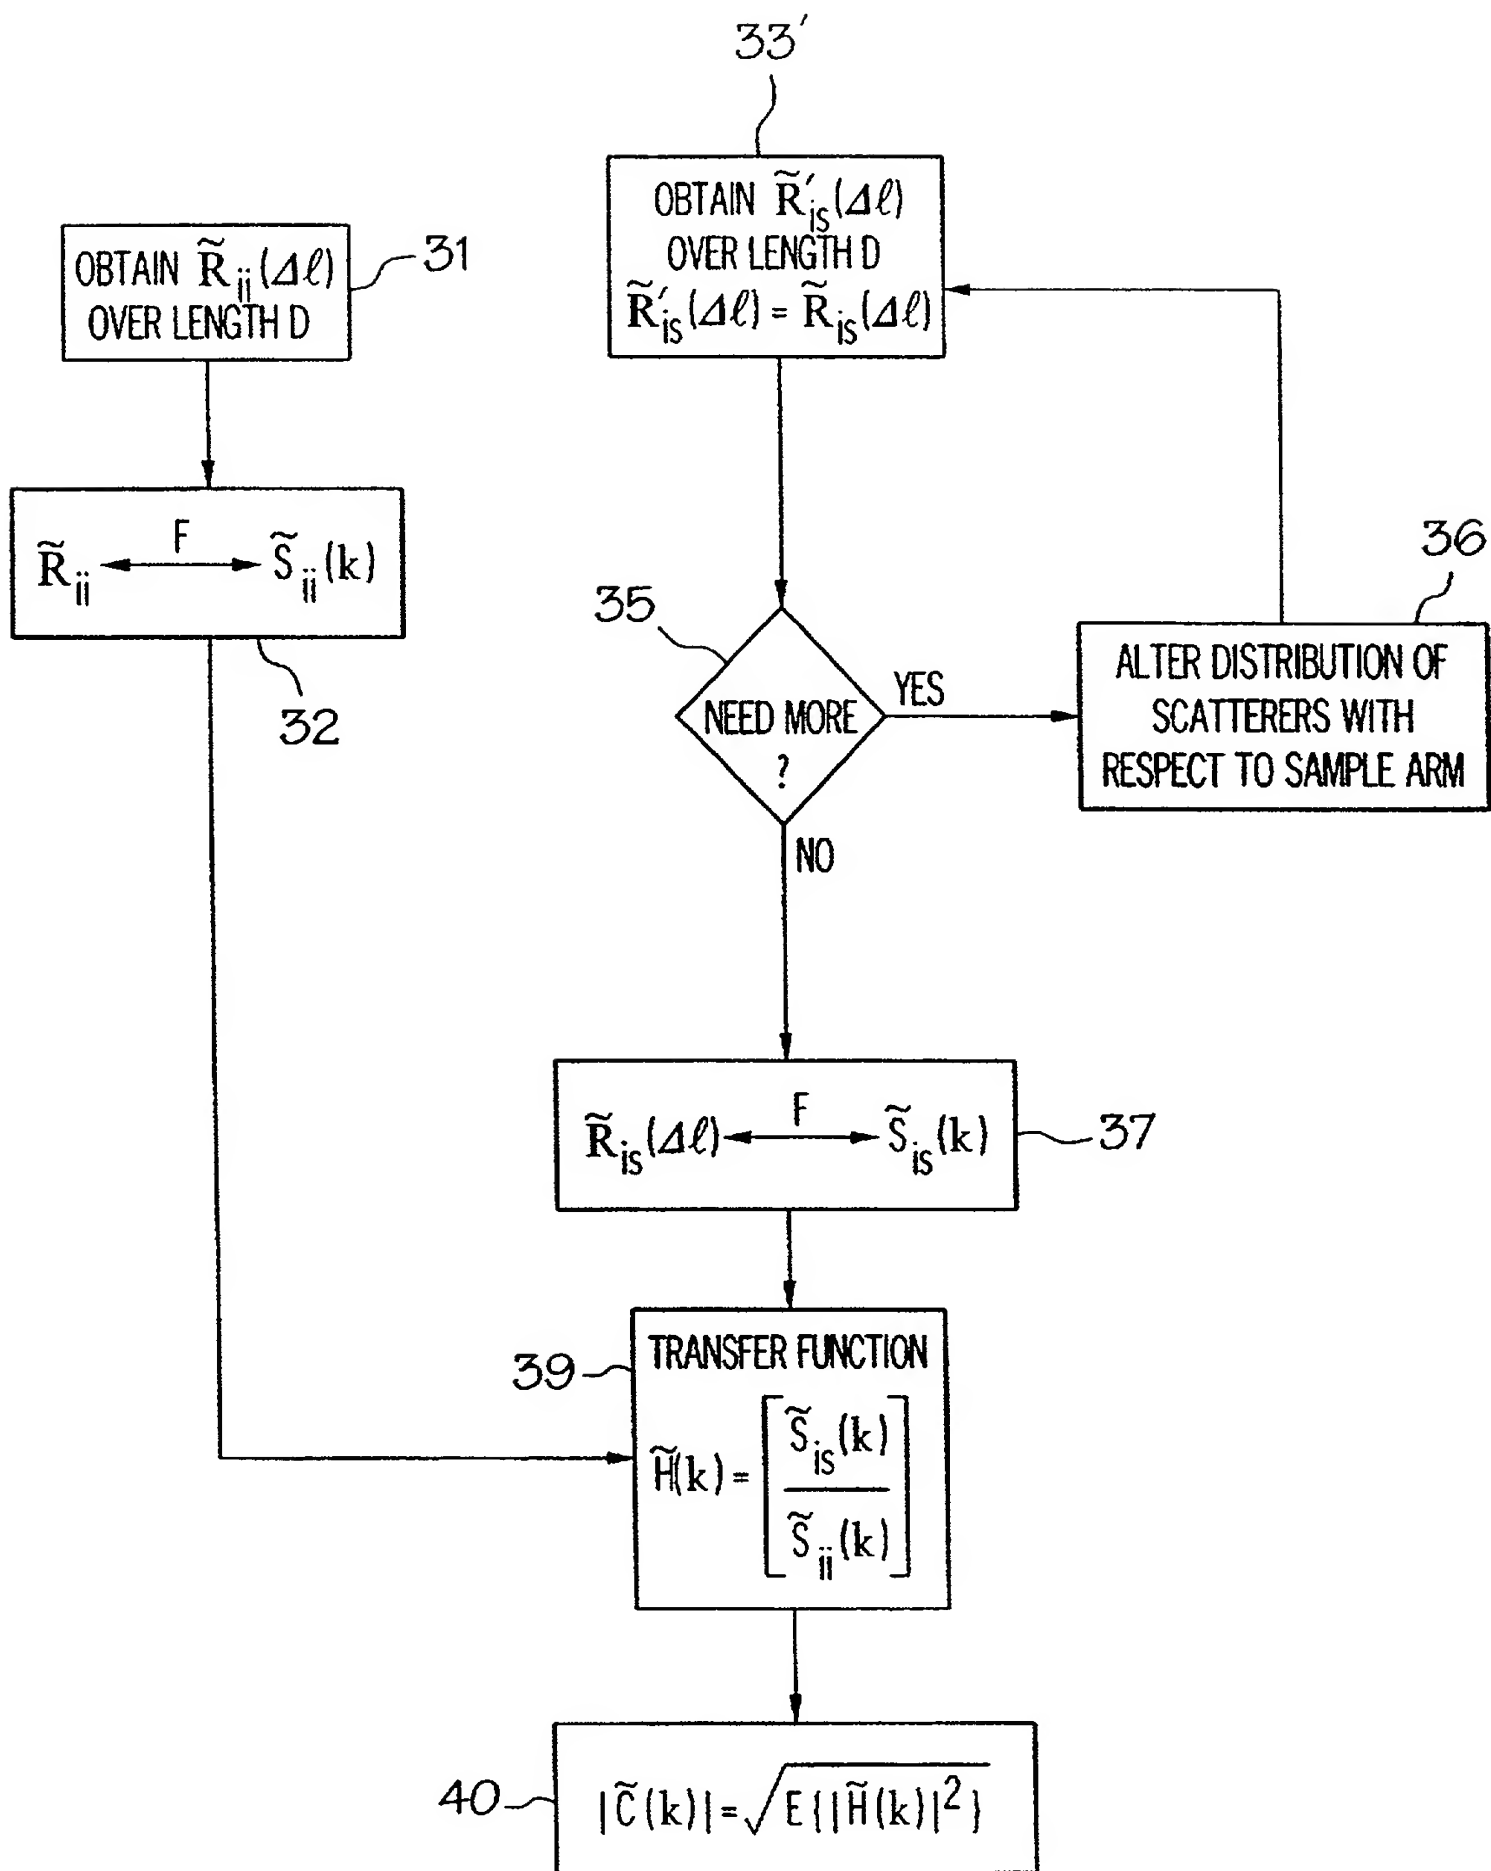 33′
OBTAIN R̃′is(Δℓ)
OVER LENGTH D
R̃′is(Δℓ) = R̃is(Δℓ)
OBTAIN R̃ii(Δℓ)
OVER LENGTH D
31
R̃ii F S̃ii(k)
32
35
NEED MORE
?
YES
NO
36
ALTER DISTRIBUTION OF
SCATTERERS WITH
RESPECT TO SAMPLE ARM
R̃is(Δℓ) F S̃is(k)
37
39
TRANSFER FUNCTION
H̃(k) = [S̃is(k) / S̃ii(k)]
40
|C̃(k)| = √E{|H̃(k)|²}